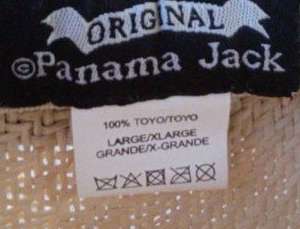 ORIGINAL
©Panama Jack
100% TOYO/TOYO
LARGE/XLARGE
GRANDE/X-GRANDE